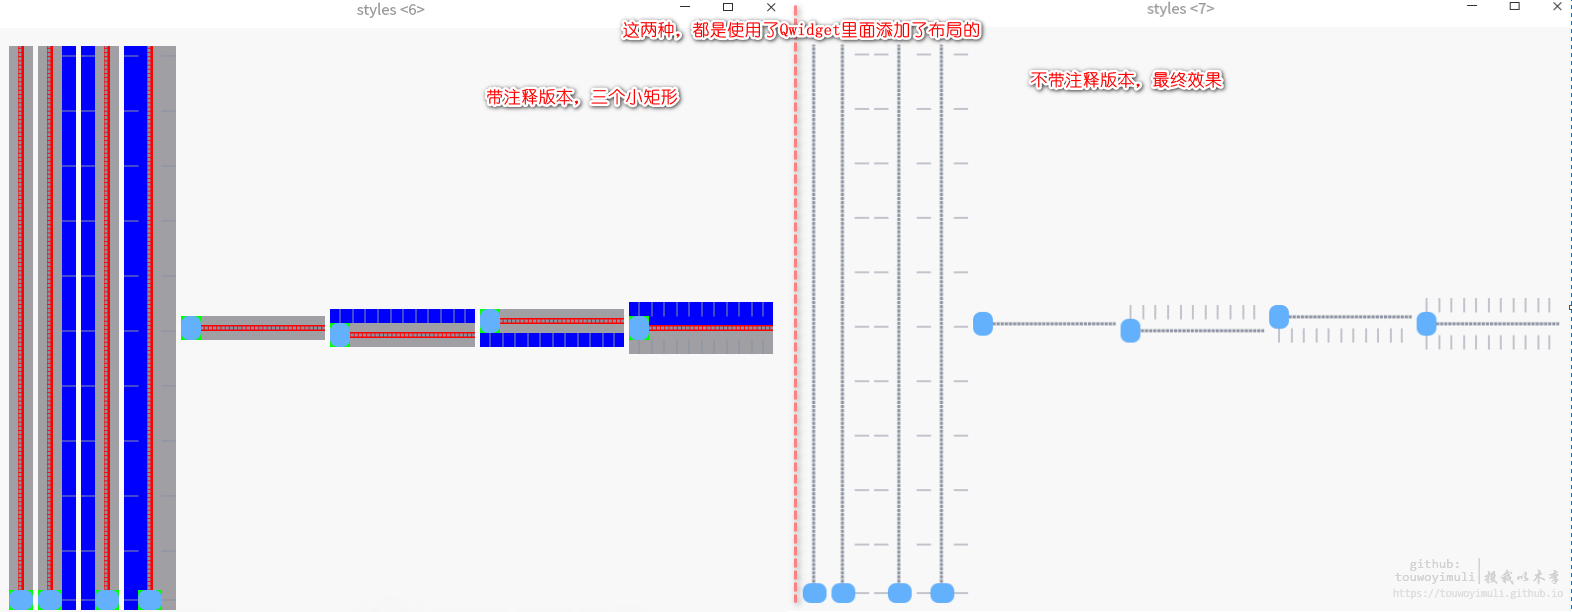 styles <6>
styles <7>
这两种，都是使用了Qwidget里面添加了布局的
带注释版本，三个小矩形
不带注释版本，最终效果
github:
touwoyimuli
投我以木李
https://touwoyimuli.github.io